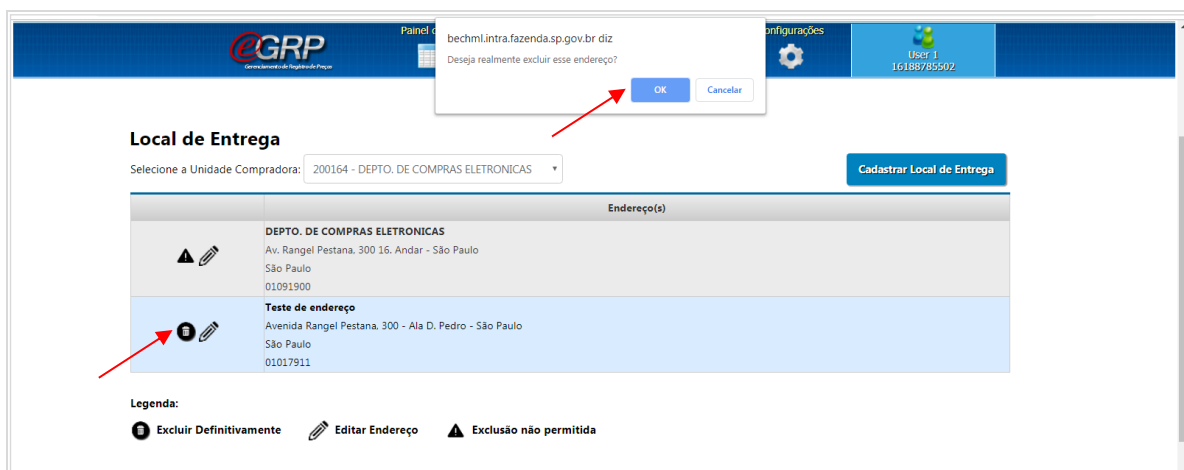 eGRP
Gerenciamento de Registro de Preços
Painel
onfigurações
User 1
16188785502
bechml.intra.fazenda.sp.gov.br diz
Deseja realmente excluir esse endereço?
OK
Cancelar
Local de Entrega
Selecione a Unidade Compradora: 200164 - DEPTO. DE COMPRAS ELETRONICAS
Cadastrar Local de Entrega
Endereço(s)
DEPTO. DE COMPRAS ELETRONICAS
Av. Rangel Pestana, 300 16. Andar - São Paulo
São Paulo
01091900
Teste de endereço
Avenida Rangel Pestana, 300 - Ala D. Pedro - São Paulo
São Paulo
01017911
Legenda:
Excluir Definitivamente Editar Endereço Exclusão não permitida